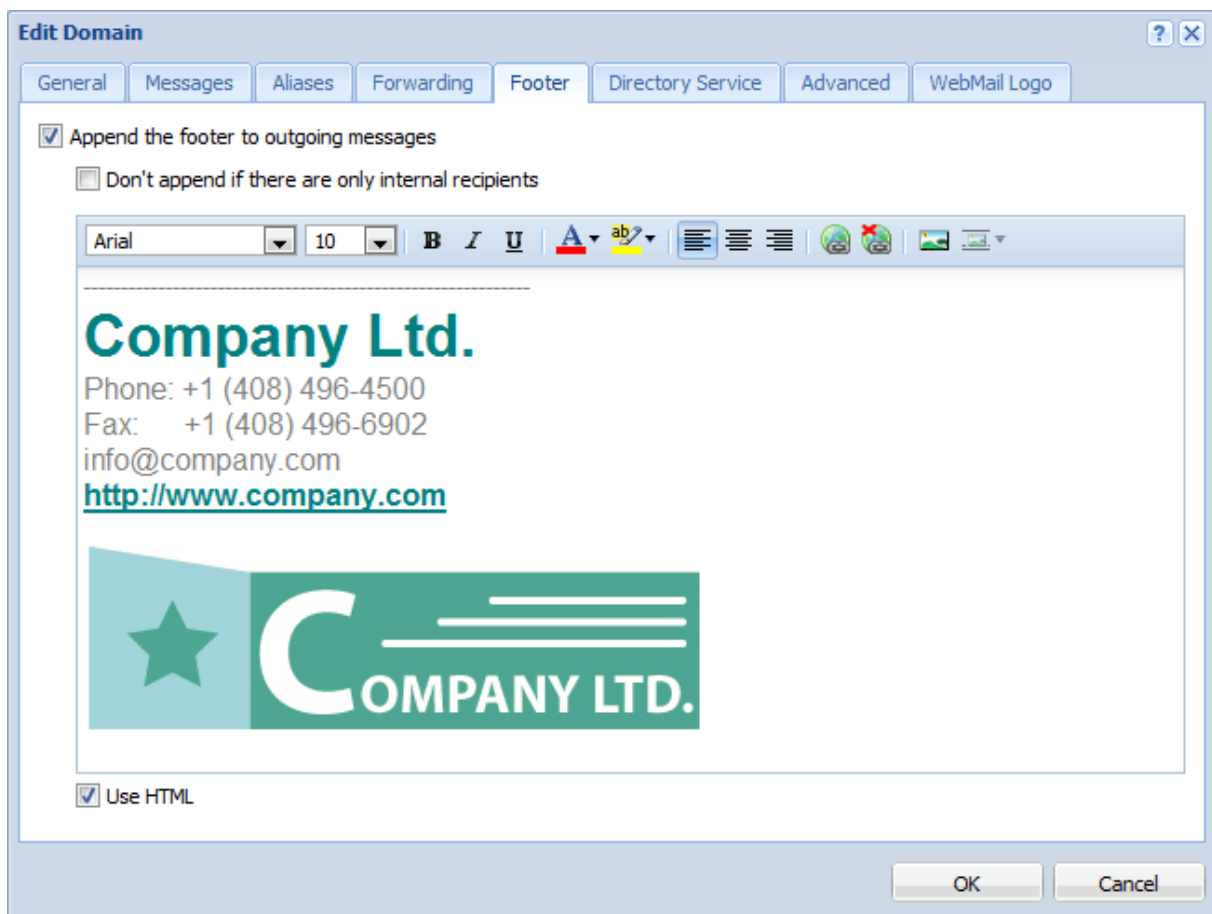 Edit Domain ? X
General Messages Aliases Forwarding Footer Directory Service Advanced WebMail Logo
Append the footer to outgoing messages
Don't append if there are only internal recipients
Arial 10 B I U A ab
----------------------------------------------------------------
Company Ltd.
Phone: +1 (408) 496-4500
Fax: +1 (408) 496-6902
info@company.com
http://www.company.com
COMPANY LTD.
Use HTML
OK Cancel